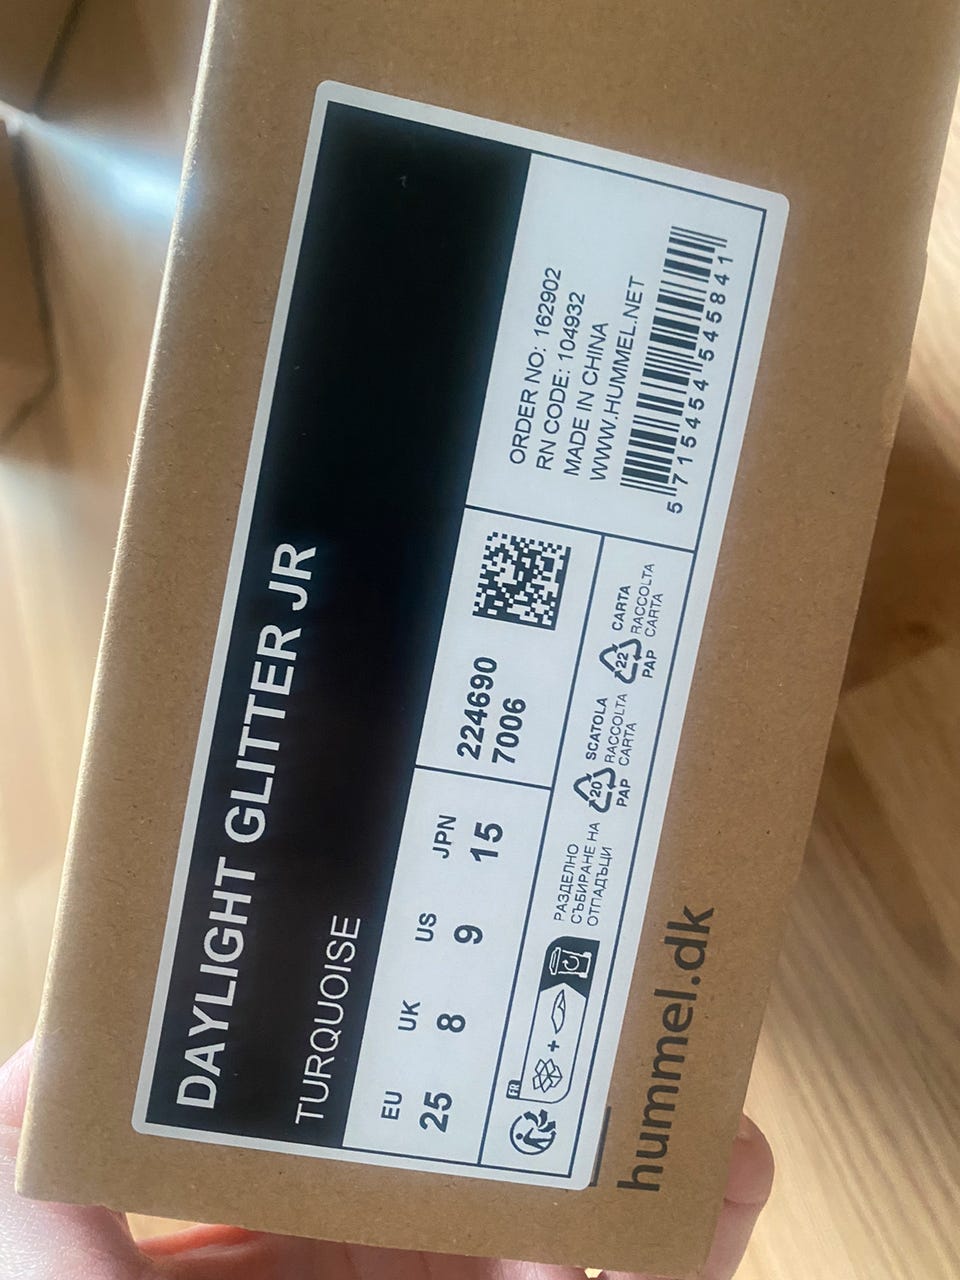 DAYLIGHT GLITTER JR
TURQUOISE
EU UK US JPN
25 8 9 15
224690
7006
ORDER NO: 162902
RN CODE: 104932
MADE IN CHINA
WWW.HUMMEL.NET
5 715454 545841
FR
РАЗДЕЛНО
СЪБИРАНЕ НА
ОТПАДЪЦИ
20
PAP
SCATOLA
RACCOLTA
CARTA
22
PAP
CARTA
RACCOLTA
CARTA
hummel.dk